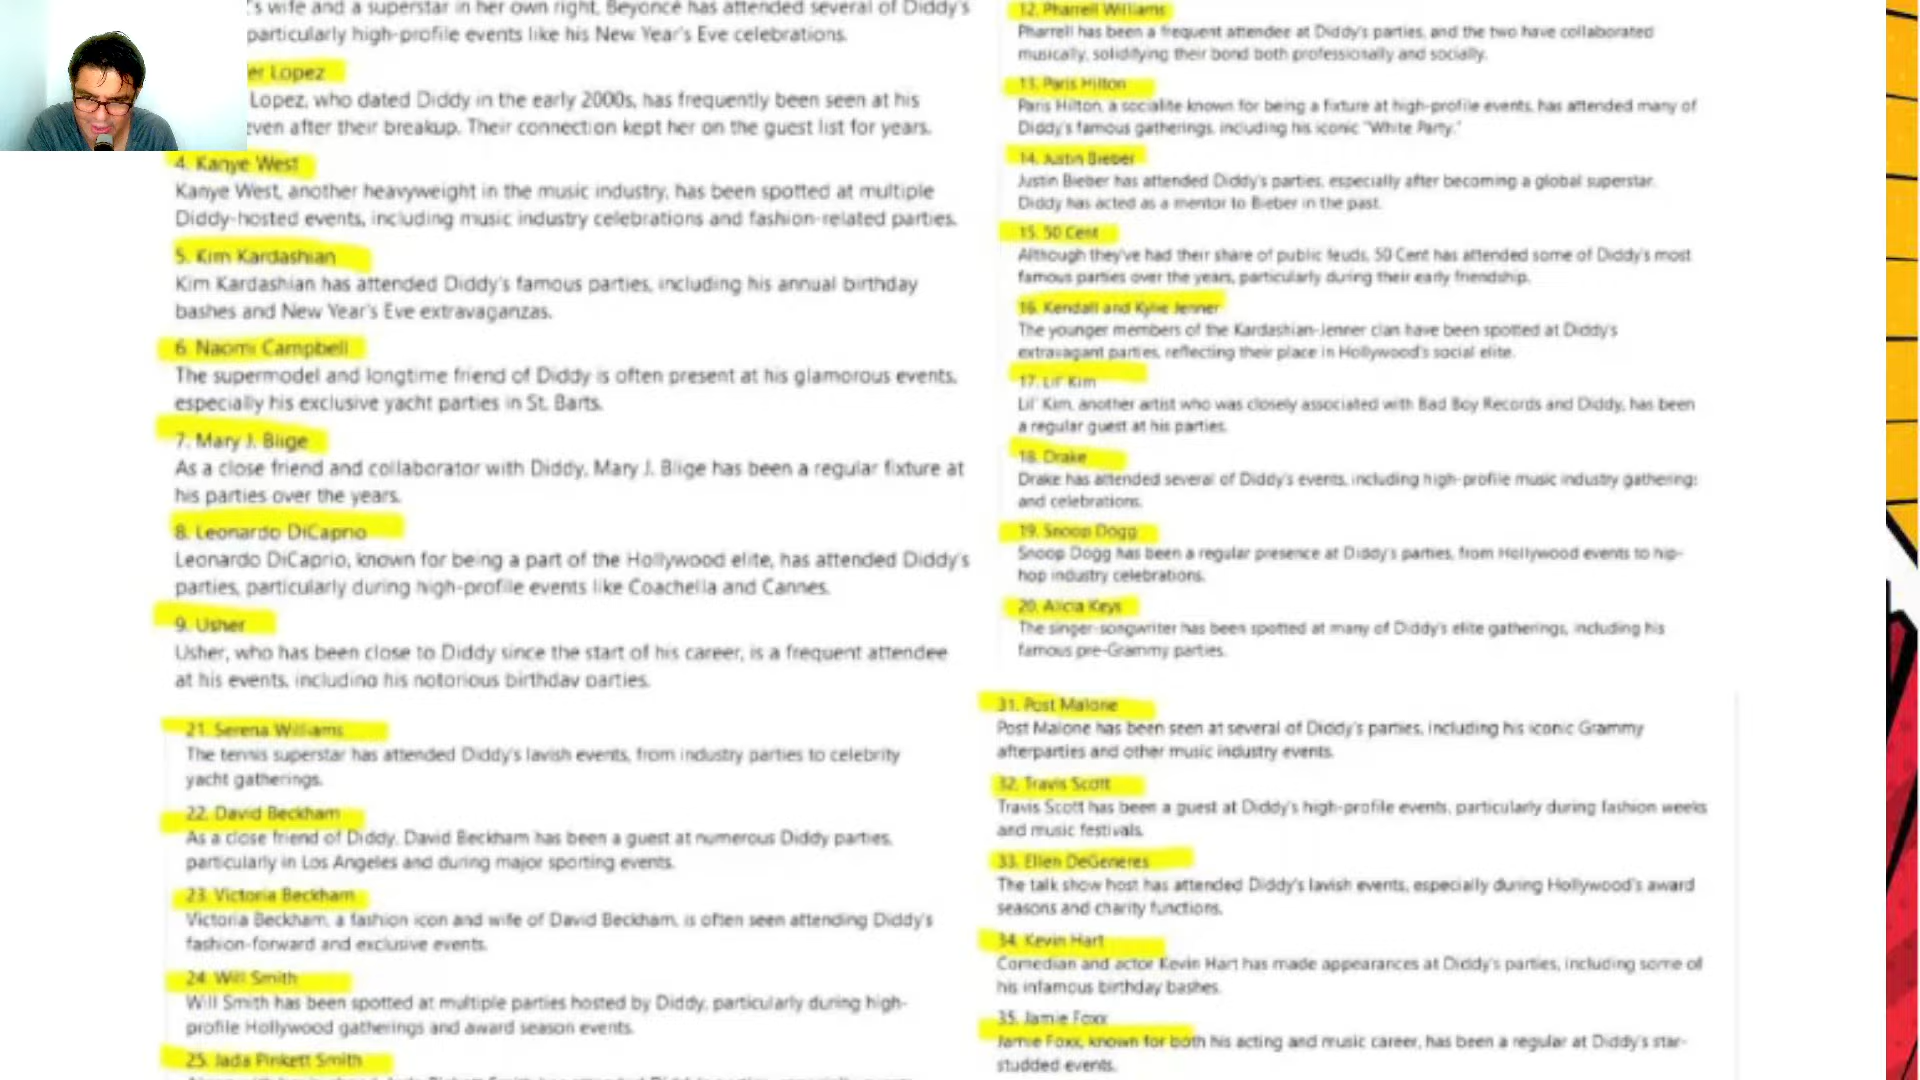 's wife and a superstar in her own right, Beyoncé has attended several of Diddy's
particularly high-profile events like his New Year's Eve celebrations.
er Lopez
Lopez, who dated Diddy in the early 2000s, has frequently been seen at his
even after their breakup. Their connection kept her on the guest list for years.
4. Kanye West
Kanye West, another heavyweight in the music industry, has been spotted at multiple
Diddy-hosted events, including music industry celebrations and fashion-related parties.
5. Kim Kardashian
Kim Kardashian has attended Diddy's famous parties, including his annual birthday
bashes and New Year's Eve extravaganzas.
6. Naomi Campbell
The supermodel and longtime friend of Diddy is often present at his glamorous events,
especially his exclusive yacht parties in St. Barts.
7. Mary J. Blige
As a close friend and collaborator with Diddy, Mary J. Blige has been a regular fixture at
his parties over the years.
8. Leonardo DiCaprio
Leonardo DiCaprio, known for being a part of the Hollywood elite, has attended Diddy's
parties, particularly during high-profile events like Coachella and Cannes.
9. Usher
Usher, who has been close to Diddy since the start of his career, is a frequent attendee
at his events, including his notorious birthday parties.
12. Pharrell Williams
Pharrell has been a frequent attendee at Diddy's parties, and the two have collaborated
musically, solidifying their bond both professionally and socially.
13. Paris Hilton
Paris Hilton, a socialite known for being a fixture at high-profile events, has attended many of
Diddy's famous gatherings, including his iconic "White Party."
14. Justin Bieber
Justin Bieber has attended Diddy's parties, especially after becoming a global superstar.
Diddy has acted as a mentor to Bieber in the past.
15. 50 Cent
Although they've had their share of public feuds, 50 Cent has attended some of Diddy's most
famous parties over the years, particularly during their early friendship.
16. Kendall and Kylie Jenner
The younger members of the Kardashian-Jenner clan have been spotted at Diddy's
extravagant parties, reflecting their place in Hollywood's social elite.
17. Lil' Kim
Lil' Kim, another artist who was closely associated with Bad Boy Records and Diddy, has been
a regular guest at his parties.
18. Drake
Drake has attended several of Diddy's events, including high-profile music industry gatherings
and celebrations.
19. Snoop Dogg
Snoop Dogg has been a regular presence at Diddy's parties, from Hollywood events to hip-
hop industry celebrations.
20. Alicia Keys
The singer-songwriter has been spotted at many of Diddy's elite gatherings, including his
famous pre-Grammy parties.
21. Serena Williams
The tennis superstar has attended Diddy's lavish events, from industry parties to celebrity
yacht gatherings.
22. David Beckham
As a close friend of Diddy, David Beckham has been a guest at numerous Diddy parties,
particularly in Los Angeles and during major sporting events.
23. Victoria Beckham
Victoria Beckham, a fashion icon and wife of David Beckham, is often seen attending Diddy's
fashion-forward and exclusive events.
24. Will Smith
Will Smith has been spotted at multiple parties hosted by Diddy, particularly during high-
profile Hollywood gatherings and award season events.
25. Jada Pinkett Smith
31. Post Malone
Post Malone has been seen at several of Diddy's parties, including his iconic Grammy
afterparties and other music industry events.
32. Travis Scott
Travis Scott has been a guest at Diddy's high-profile events, particularly during fashion weeks
and music festivals.
33. Ellen DeGeneres
The talk show host has attended Diddy's lavish events, especially during Hollywood's award
seasons and charity functions.
34. Kevin Hart
Comedian and actor Kevin Hart has made appearances at Diddy's parties, including some of
his infamous birthday bashes.
35. Jamie Foxx
Jamie Foxx, known for both his acting and music career, has been a regular at Diddy's star-
studded events.